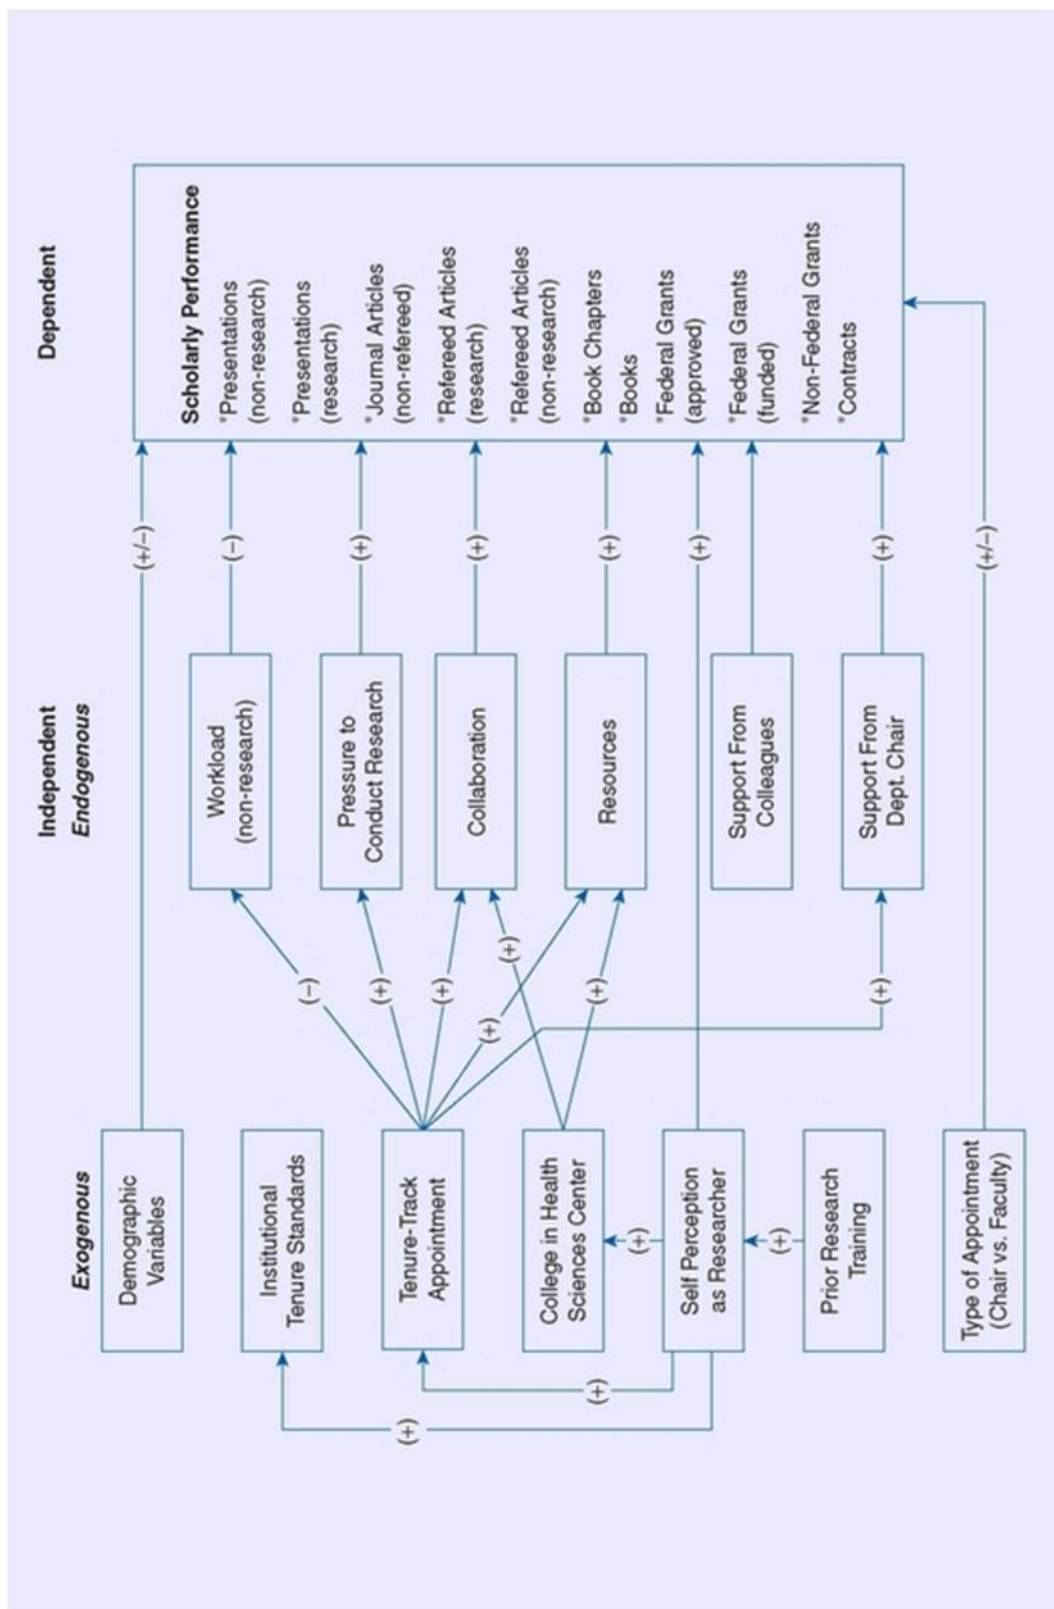 Independent
Dependent
Exogenous
Endogenous
Demographic
Variables
Institutional
Tenure Standards
Tenure-Track
Appointment
College in Health
Sciences Center
Self Perception
as Researcher
Prior Research
Training
Type of Appointment
(Chair vs. Faculty)
(+)
(+)
(+)
(+)
(–)
(+)
(+)
(+)
(+)
(+)
(+)
Workload
(non-research)
Pressure to
Conduct Research
Collaboration
Resources
Support From
Colleagues
Support From
Dept. Chair
(+/–)
(–)
(+)
(+)
(+)
(+)
(+)
(+/–)
Scholarly Performance
*Presentations
(non-research)
*Presentations
(research)
*Journal Articles
(non-refereed)
*Refereed Articles
(research)
*Refereed Articles
(non-research)
*Book Chapters
*Books
*Federal Grants
(approved)
*Federal Grants
(funded)
*Non-Federal Grants
*Contracts